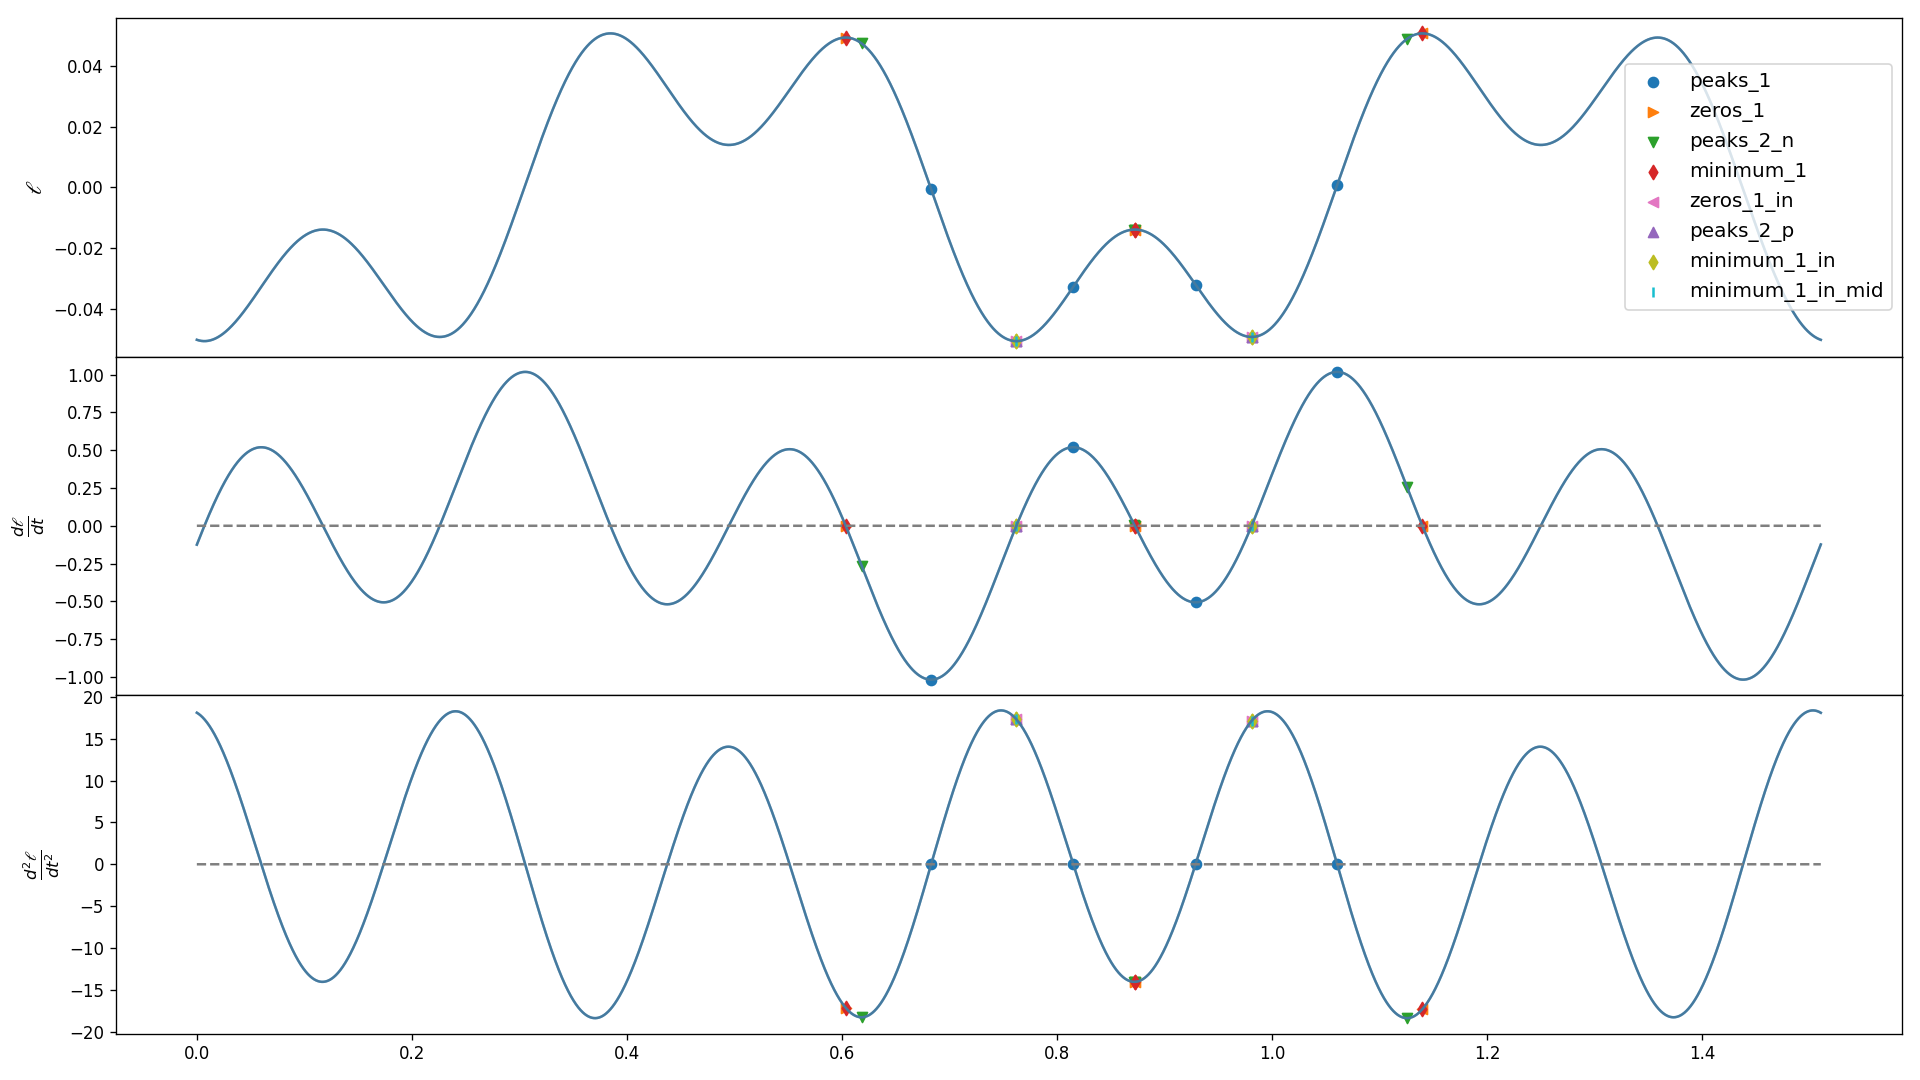 0.04
0.02
0.00
−0.02
−0.04
ℓ
peaks_1
zeros_1
peaks_2_n
minimum_1
zeros_1_in
peaks_2_p
minimum_1_in
minimum_1_in_mid
1.00
0.75
0.50
0.25
0.00
−0.25
−0.50
−0.75
−1.00
dℓ
dt
20
15
10
5
0
−5
−10
−15
−20
d²ℓ
dt²
0.0 0.2 0.4 0.6 0.8 1.0 1.2 1.4